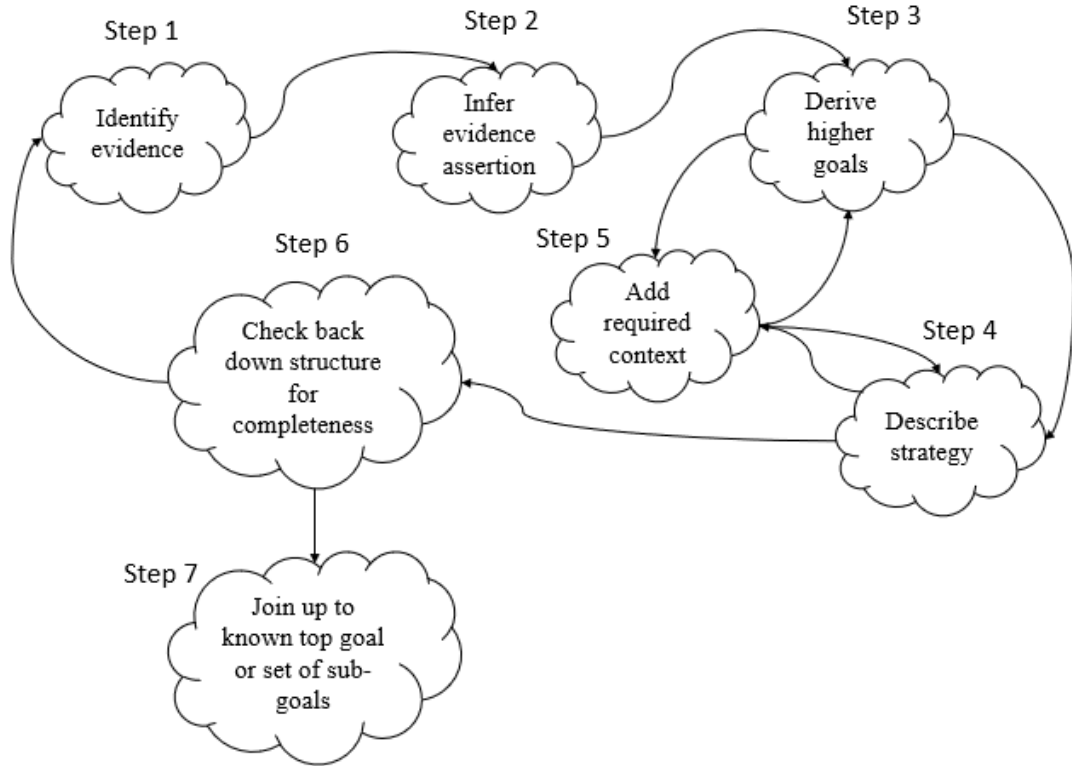 Step 1
Identify
evidence
Step 2
Infer
evidence
assertion
Step 3
Derive
higher
goals
Step 4
Describe
strategy
Step 5
Add
required
context
Step 6
Check back
down structure
for
completeness
Step 7
Join up to
known top goal
or set of sub-
goals